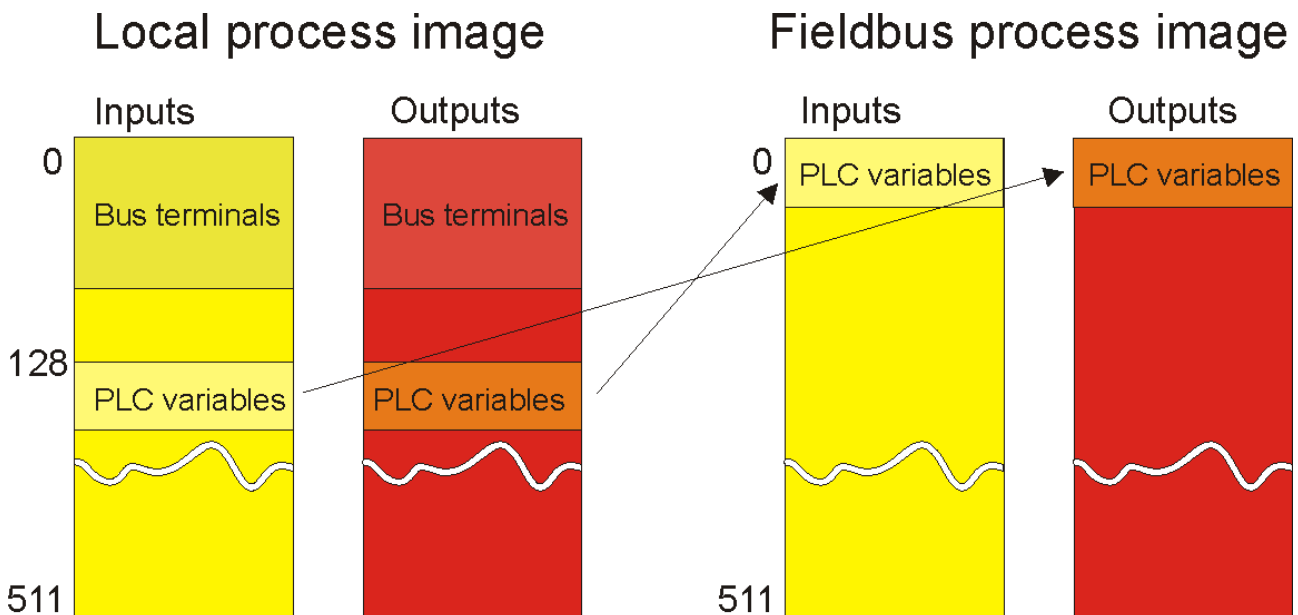 Local process image
Fieldbus process image
Inputs
Outputs
Inputs
Outputs
0
Bus terminals
Bus terminals
0
PLC variables
PLC variables
128
PLC variables
PLC variables
511
511